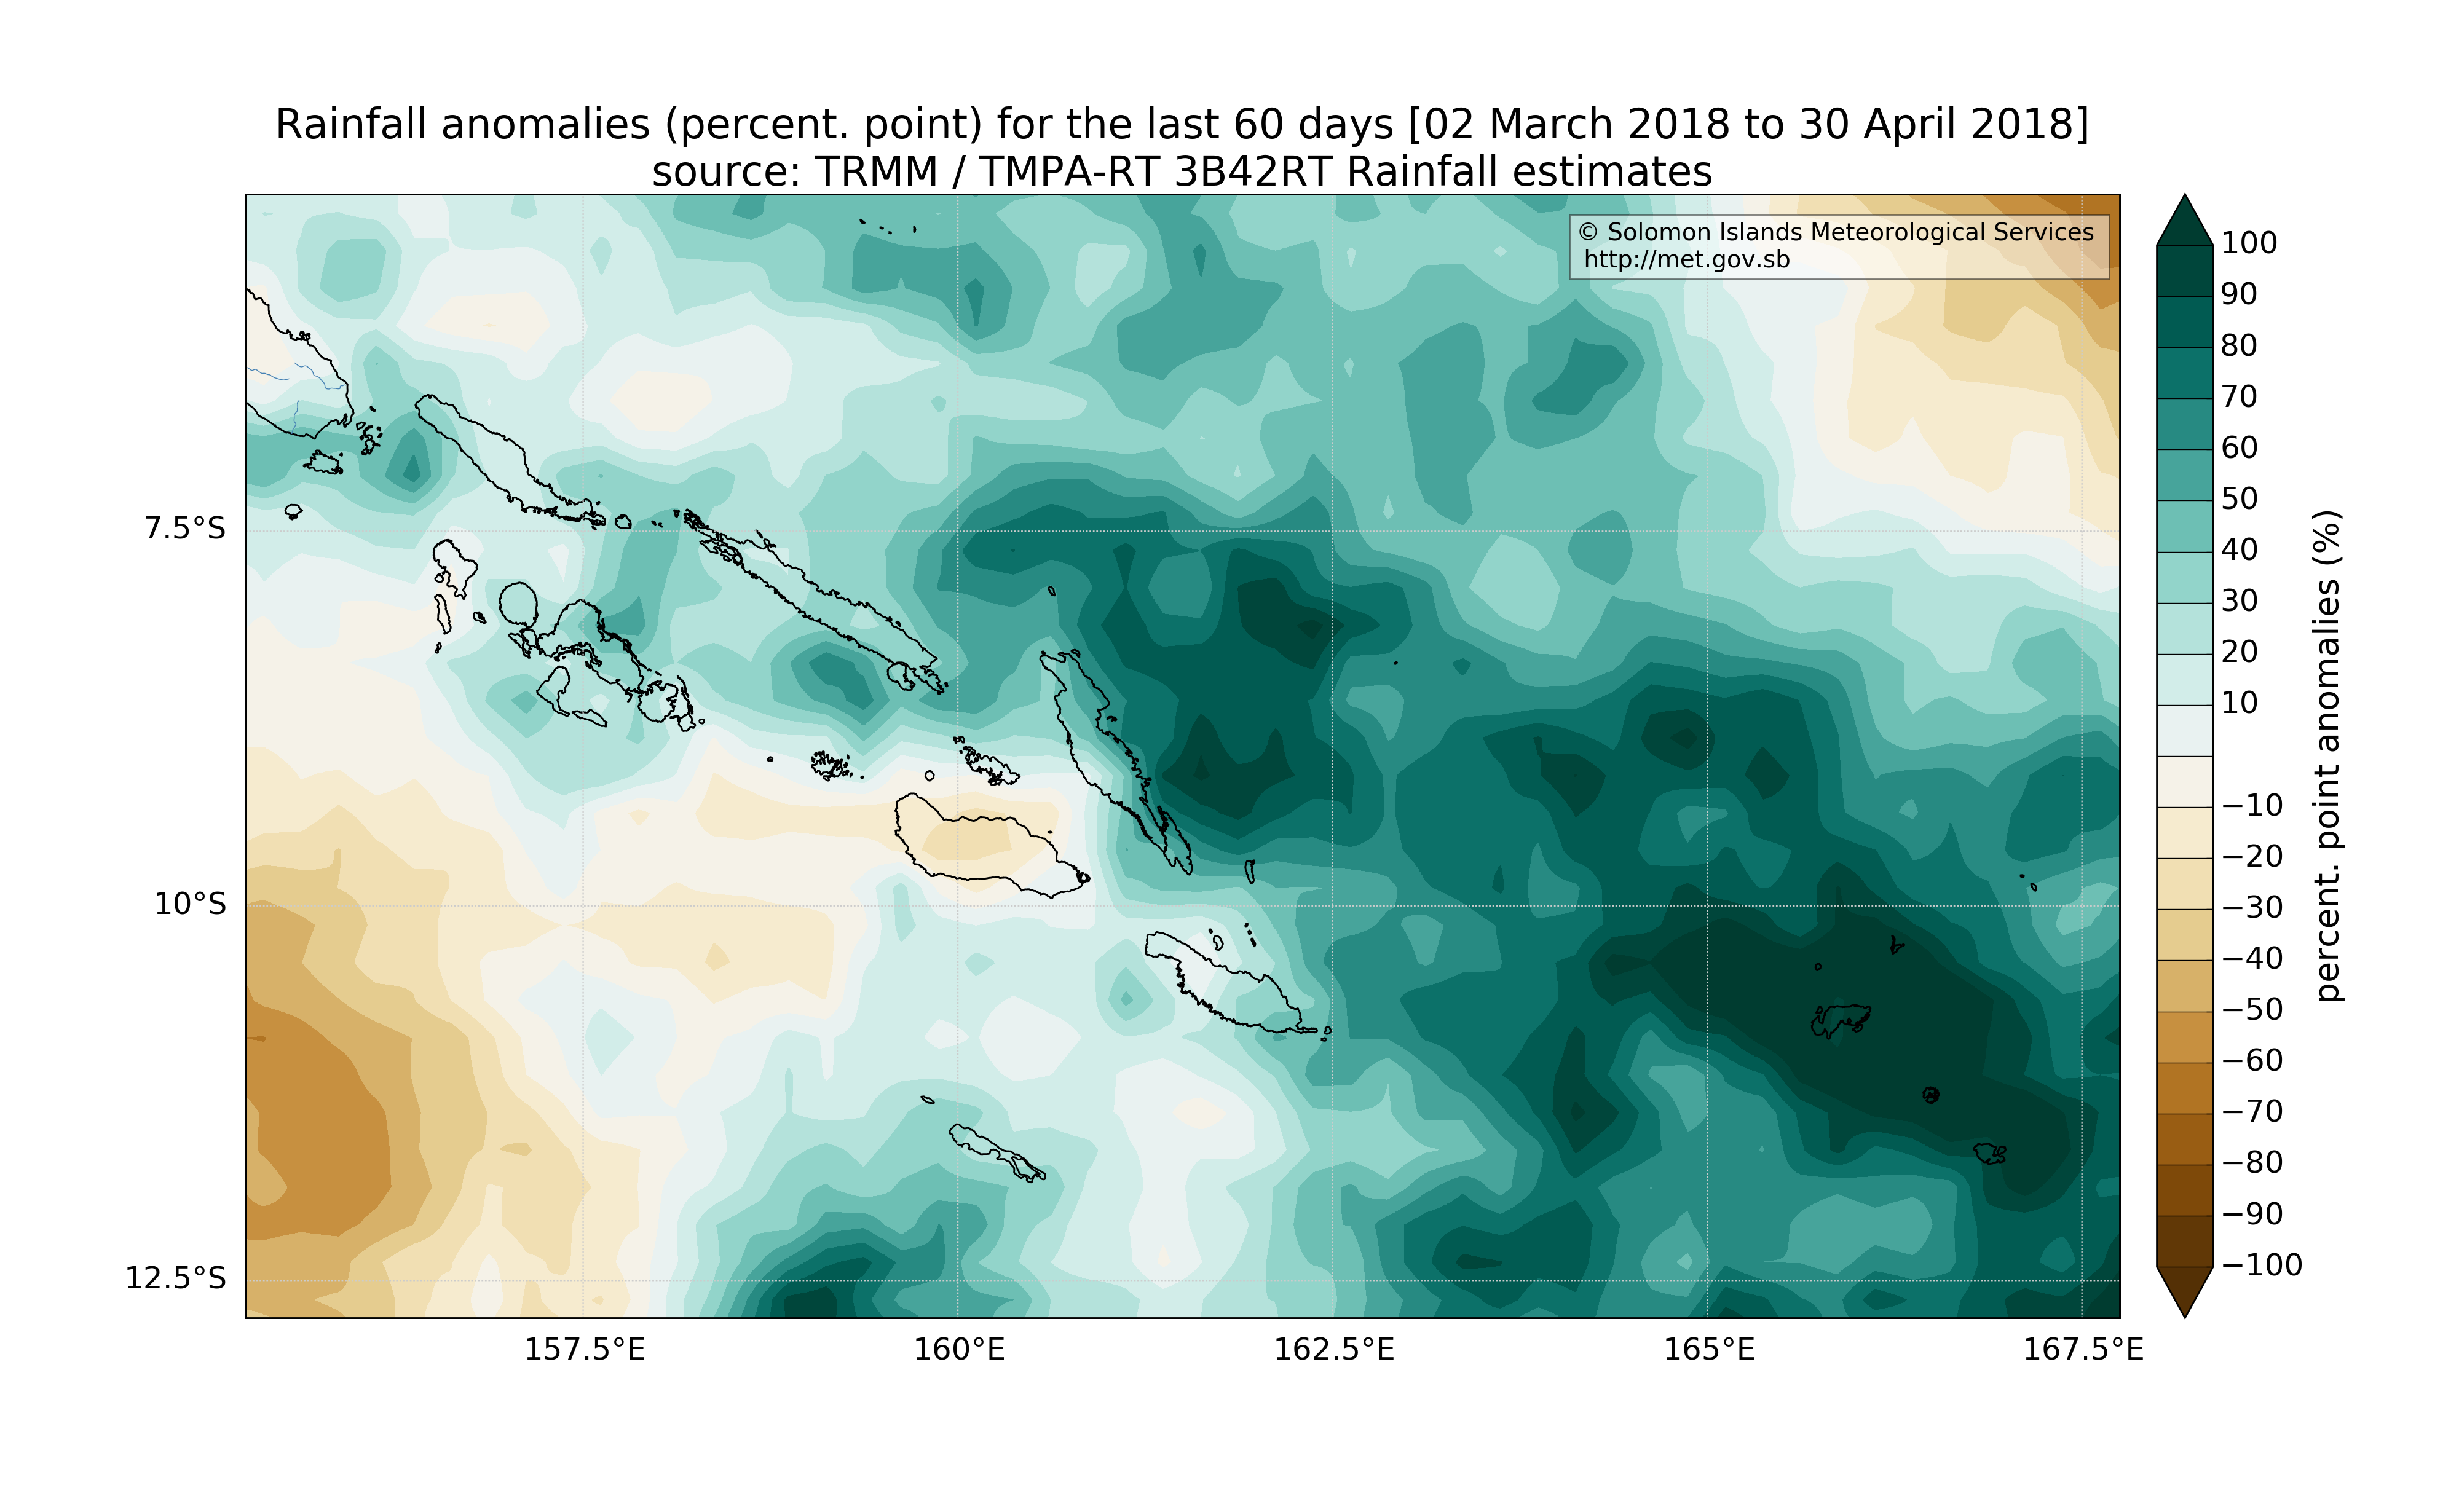 Rainfall anomalies (percent. point) for the last 60 days [02 March 2018 to 30 April 2018]
source: TRMM / TMPA-RT 3B42RT Rainfall estimates
© Solomon Islands Meteorological Services
http://met.gov.sb
7.5°S
10°S
12.5°S
157.5°E
160°E
162.5°E
165°E
167.5°E
100
90
80
70
60
50
40
30
20
10
−10
−20
−30
−40
−50
−60
−70
−80
−90
−100
percent. point anomalies (%)